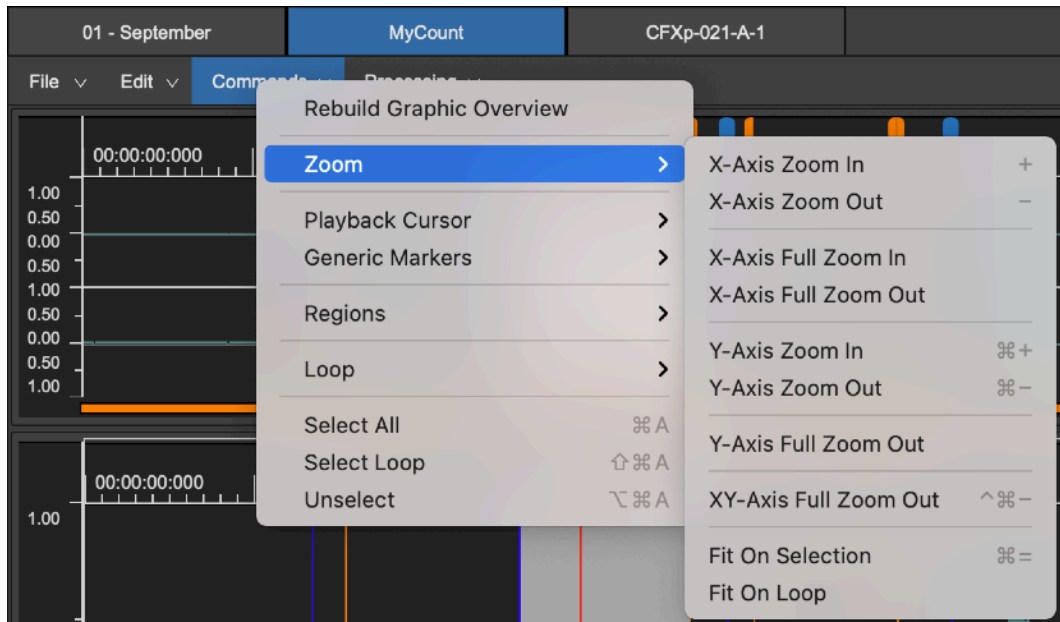 01 - September
MyCount
CFXp-021-A-1
File
Edit
Commands
Processing
Rebuild Graphic Overview
Zoom
Playback Cursor
Generic Markers
Regions
Loop
Select All ⌘A
Select Loop ⇧⌘A
Unselect ⌥⌘A
X-Axis Zoom In +
X-Axis Zoom Out −
X-Axis Full Zoom In
X-Axis Full Zoom Out
Y-Axis Zoom In ⌘+
Y-Axis Zoom Out ⌘−
Y-Axis Full Zoom Out
XY-Axis Full Zoom Out ^⌘−
Fit On Selection ⌘=
Fit On Loop
00:00:00:000
1.00
0.50
0.00
0.50
1.00
0.50
0.00
0.50
1.00
00:00:00:000
1.00